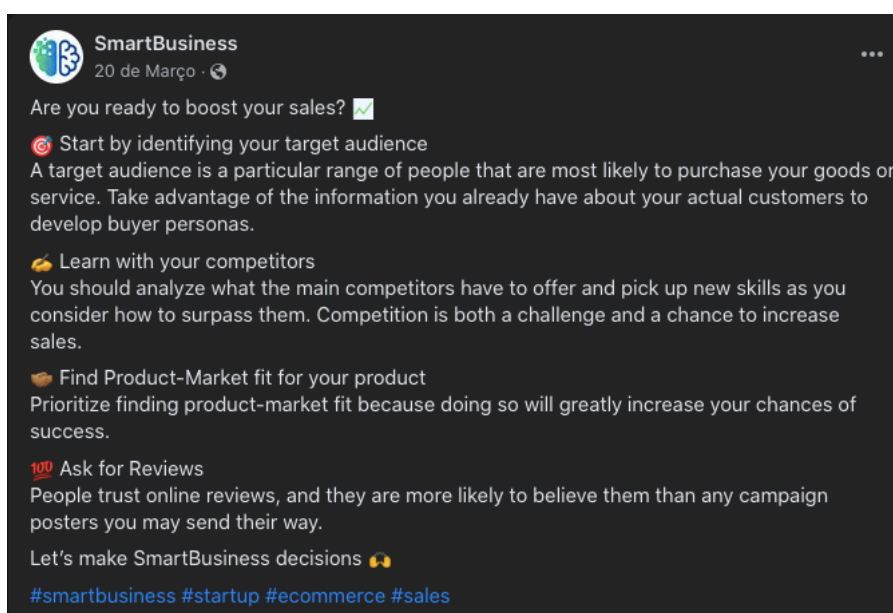 SmartBusiness
20 de Março ·
Are you ready to boost your sales? 📈
🎯 Start by identifying your target audience
A target audience is a particular range of people that are most likely to purchase your goods or
service. Take advantage of the information you already have about your actual customers to
develop buyer personas.
✍️ Learn with your competitors
You should analyze what the main competitors have to offer and pick up new skills as you
consider how to surpass them. Competition is both a challenge and a chance to increase
sales.
🤝🏾 Find Product-Market fit for your product
Prioritize finding product-market fit because doing so will greatly increase your chances of
success.
💯 Ask for Reviews
People trust online reviews, and they are more likely to believe them than any campaign
posters you may send their way.
Let’s make SmartBusiness decisions 🙌
#smartbusiness #startup #ecommerce #sales